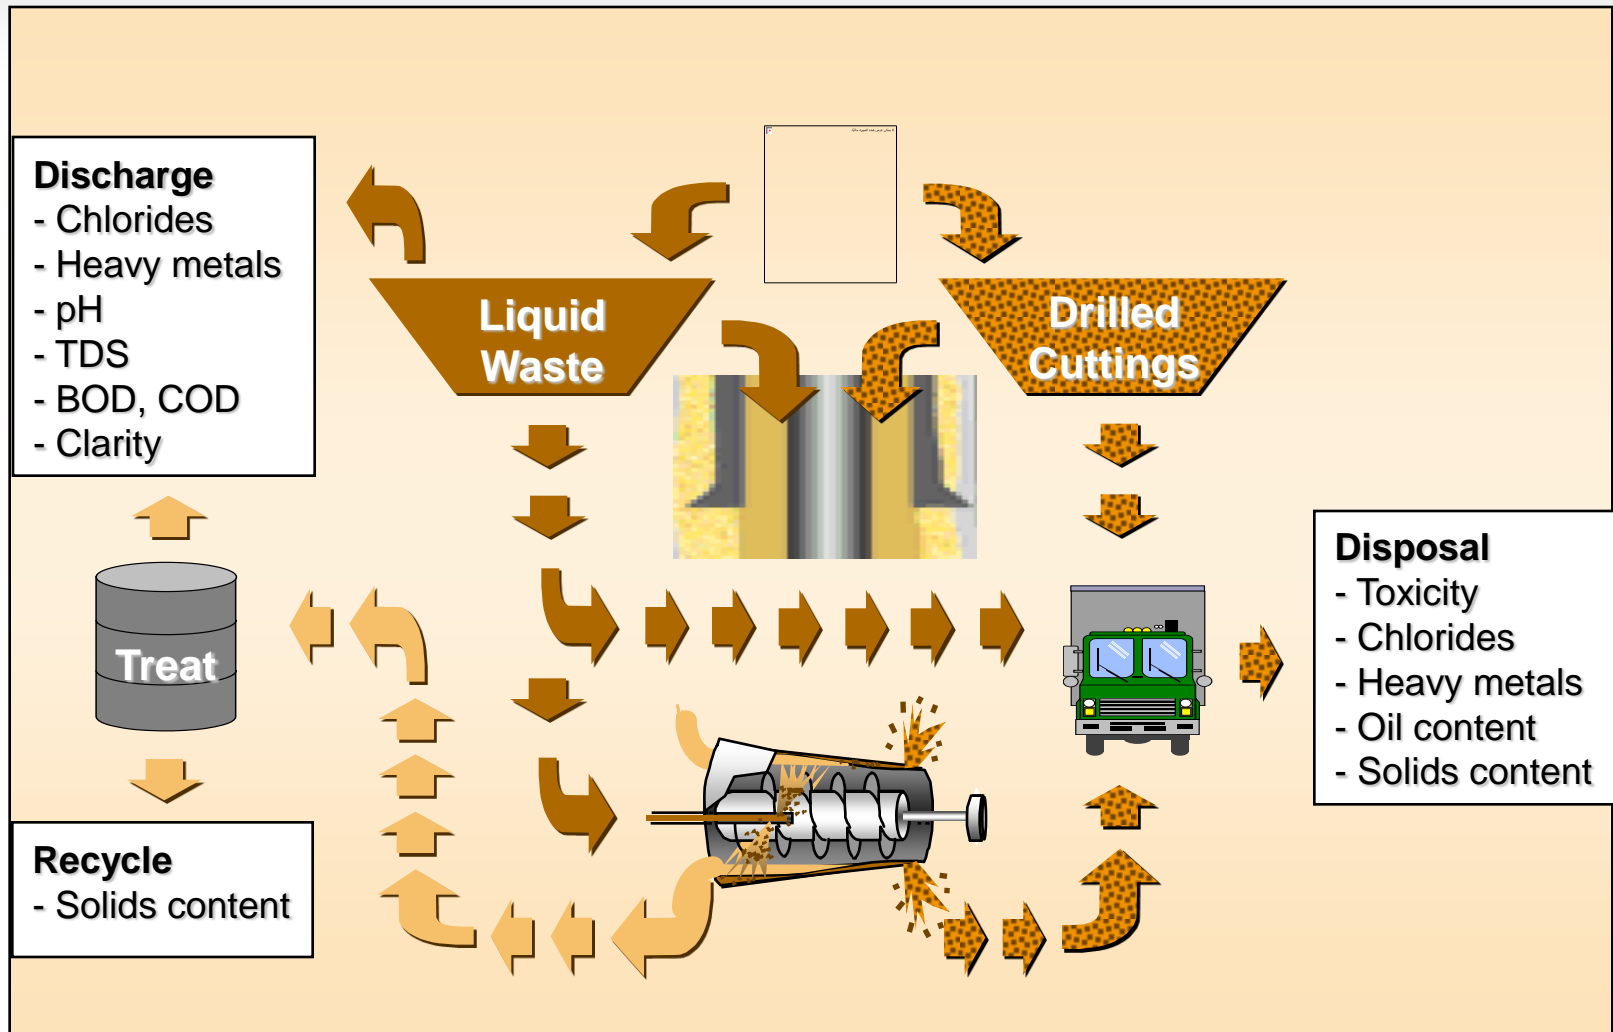 Discharge
- Chlorides
- Heavy metals
- pH
- TDS
- BOD, COD
- Clarity
Liquid
Waste
Drilled
Cuttings
Treat
Disposal
- Toxicity
- Chlorides
- Heavy metals
- Oil content
- Solids content
Recycle
- Solids content